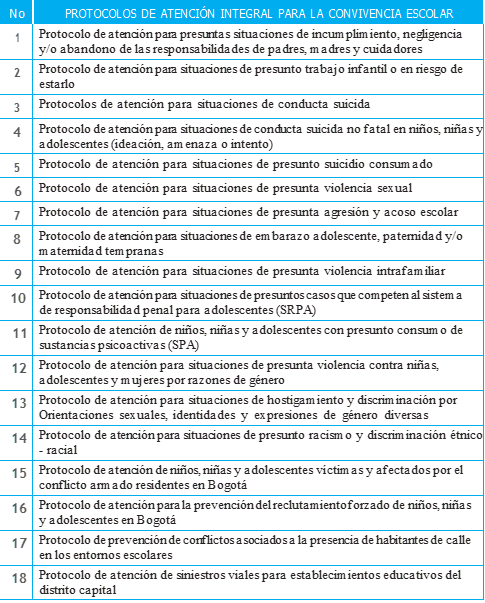 No PROTOCOLOS DE ATENCIÓN INTEGRAL PARA LA CONVIVENCIA ESCOLAR
1 Protocolo de atención para presuntas situaciones de incumplimiento, negligencia
y/o abandono de las responsabilidades de padres, madres y cuidadores
2 Protocolo de atención para situaciones de presunto trabajo infantil o en riesgo de
estarlo
3 Protocolos de atención para situaciones de conducta suicida
4 Protocolo de atención para situaciones de conducta suicida no fatal en niños, niñas y
adolescentes (ideación, amenaza o intento)
5 Protocolo de atención para situaciones de presunto suicidio consumado
6 Protocolo de atención para situaciones de presunta violencia sexual
7 Protocolo de atención para situaciones de presunta agresión y acoso escolar
8 Protocolo de atención para situaciones de embarazo adolescente, paternidad y/o
maternidad tempranas
9 Protocolo de atención para situaciones de presunta violencia intrafamiliar
10 Protocolo de atención para situaciones de presuntos casos que competen al sistema
de responsabilidad penal para adolescentes (SRPA)
11 Protocolo de atención de niños, niñas y adolescentes con presunto consumo de
sustancias psicoactivas (SPA)
12 Protocolo de atención para situaciones de presunta violencia contra niñas,
adolescentes y mujeres por razones de género
13 Protocolo de atención para situaciones de hostigamiento y discriminación por
Orientaciones sexuales, identidades y expresiones de género diversas
14 Protocolo de atención para situaciones de presunto racismo y discriminación étnico
- racial
15 Protocolo de atención de niños, niñas y adolescentes victimas y afectados por el
conflicto armado residentes en Bogotá
16 Protocolo de atención para la prevención del reclutamiento forzado de niños, niñas
y adolescentes en Bogotá
17 Protocolo de prevención de conflictos asociados a la presencia de habitantes de calle
en los entornos escolares
18 Protocolo de atención de siniestros viales para establecimientos educativos del
distrito capital